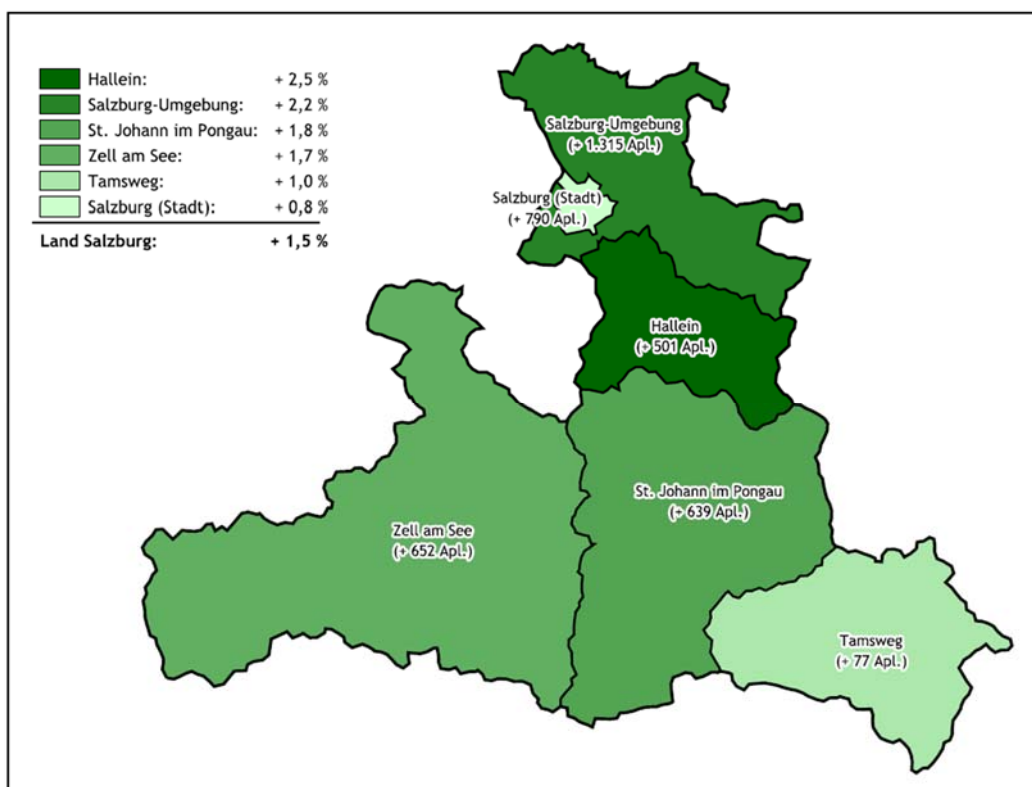 Hallein: + 2,5 %
Salzburg-Umgebung: + 2,2 %
St. Johann im Pongau: + 1,8 %
Zell am See: + 1,7 %
Tamsweg: + 1,0 %
Salzburg (Stadt): + 0,8 %
Land Salzburg: + 1,5 %
Salzburg-Umgebung
(+ 1.315 Apl.)
Salzburg (Stadt)
(+ 790 Apl.)
Hallein
(+ 501 Apl.)
St. Johann im Pongau
(+ 639 Apl.)
Zell am See
(+ 652 Apl.)
Tamsweg
(+ 77 Apl.)